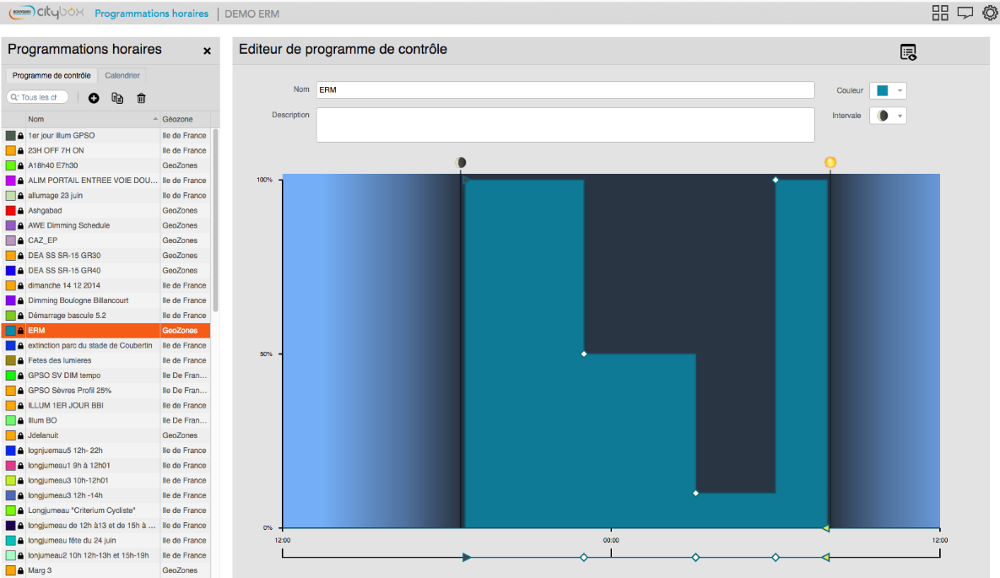 BOUYGUES citybox Programmations horaires DEMO ERM
Programmations horaires
Programme de contrôle Calendrier
Tous les cl
Nom Géozone
1er jour illum GPSO Ile de France
23H OFF 7H ON Ile de France
A18h40 E7h30 GeoZones
ALIM PORTAIL ENTREE VOIE DOU... Ile de France
allumage 23 juin Ile de France
Ashgabad GeoZones
AWE Dimming Schedule GeoZones
CAZ_EP GeoZones
DEA SS SR-15 GR30 GeoZones
DEA SS SR-15 GR40 GeoZones
dimanche 14 12 2014 Ile de France
Dimming Boulogne Billancourt Ile de France
Démarrage bascule 5.2 Ile de France
ERM GeoZones
extinction parc du stade de Coubertin Ile de France
Fetes des lumieres Ile de France
GPSO SV DIM tempo Ile De Fran...
GPSO Sèvres Profil 25% Ile De Fran...
ILLUM 1ER JOUR BBI Ile de France
Illum BO Ile De Fran...
Jdelanuit GeoZones
lognjuemau5 12h- 22h Ile de France
longjumeau1 9h à 12h01 Ile de France
longjumeau3 10h-12h01 Ile de France
longjumeau3 12h -14h Ile de France
Longjumeau "Criterium Cycliste" Ile de France
longjumeau de 12h à13 et de 15h à ... Ile de France
longjumeau fête du 24 juin Ile de France
lonjumeau2 10h 12h-13h et 15h-19h Ile de France
Marg 3 GeoZones
Editeur de programme de contrôle
Nom ERM Couleur
Description Intervale
100%
50%
0%
12:00 00:00 12:00